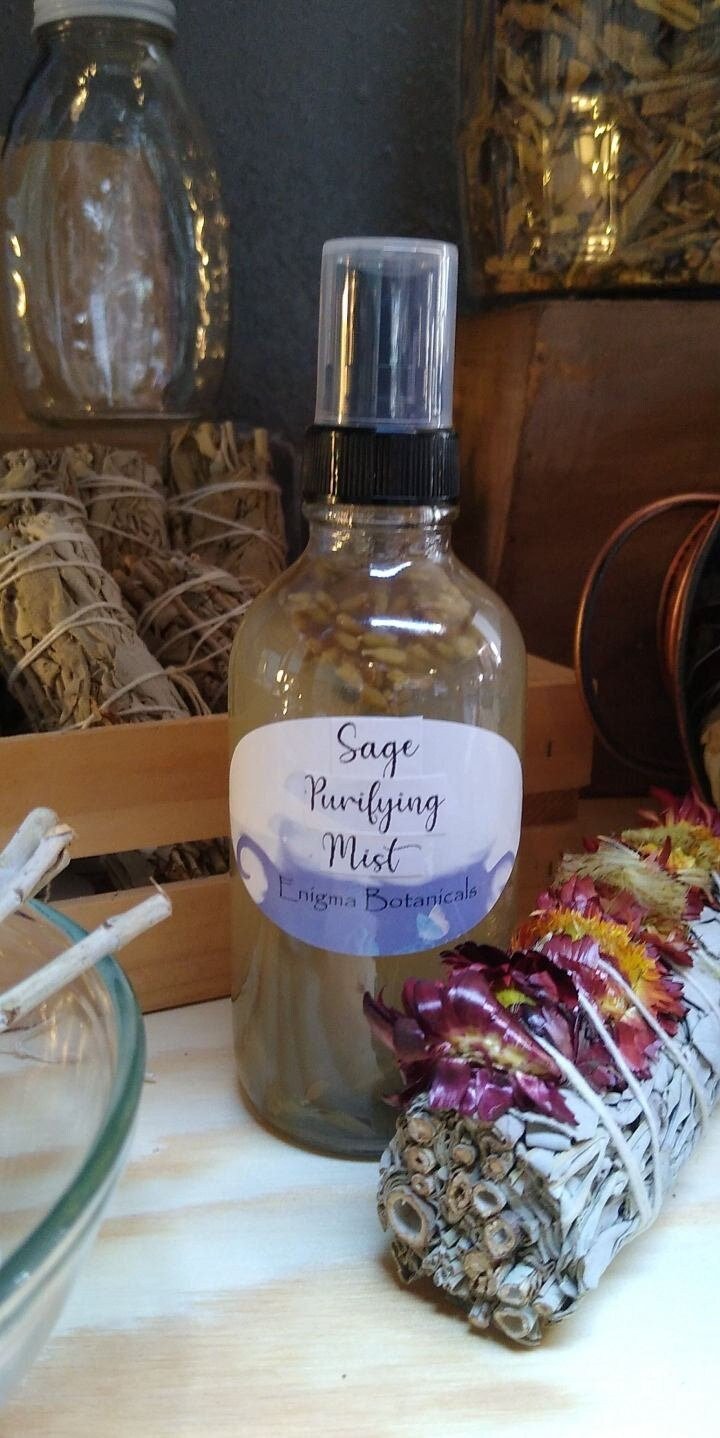 Sage
Purifying
Mist
Enigma Botanicals